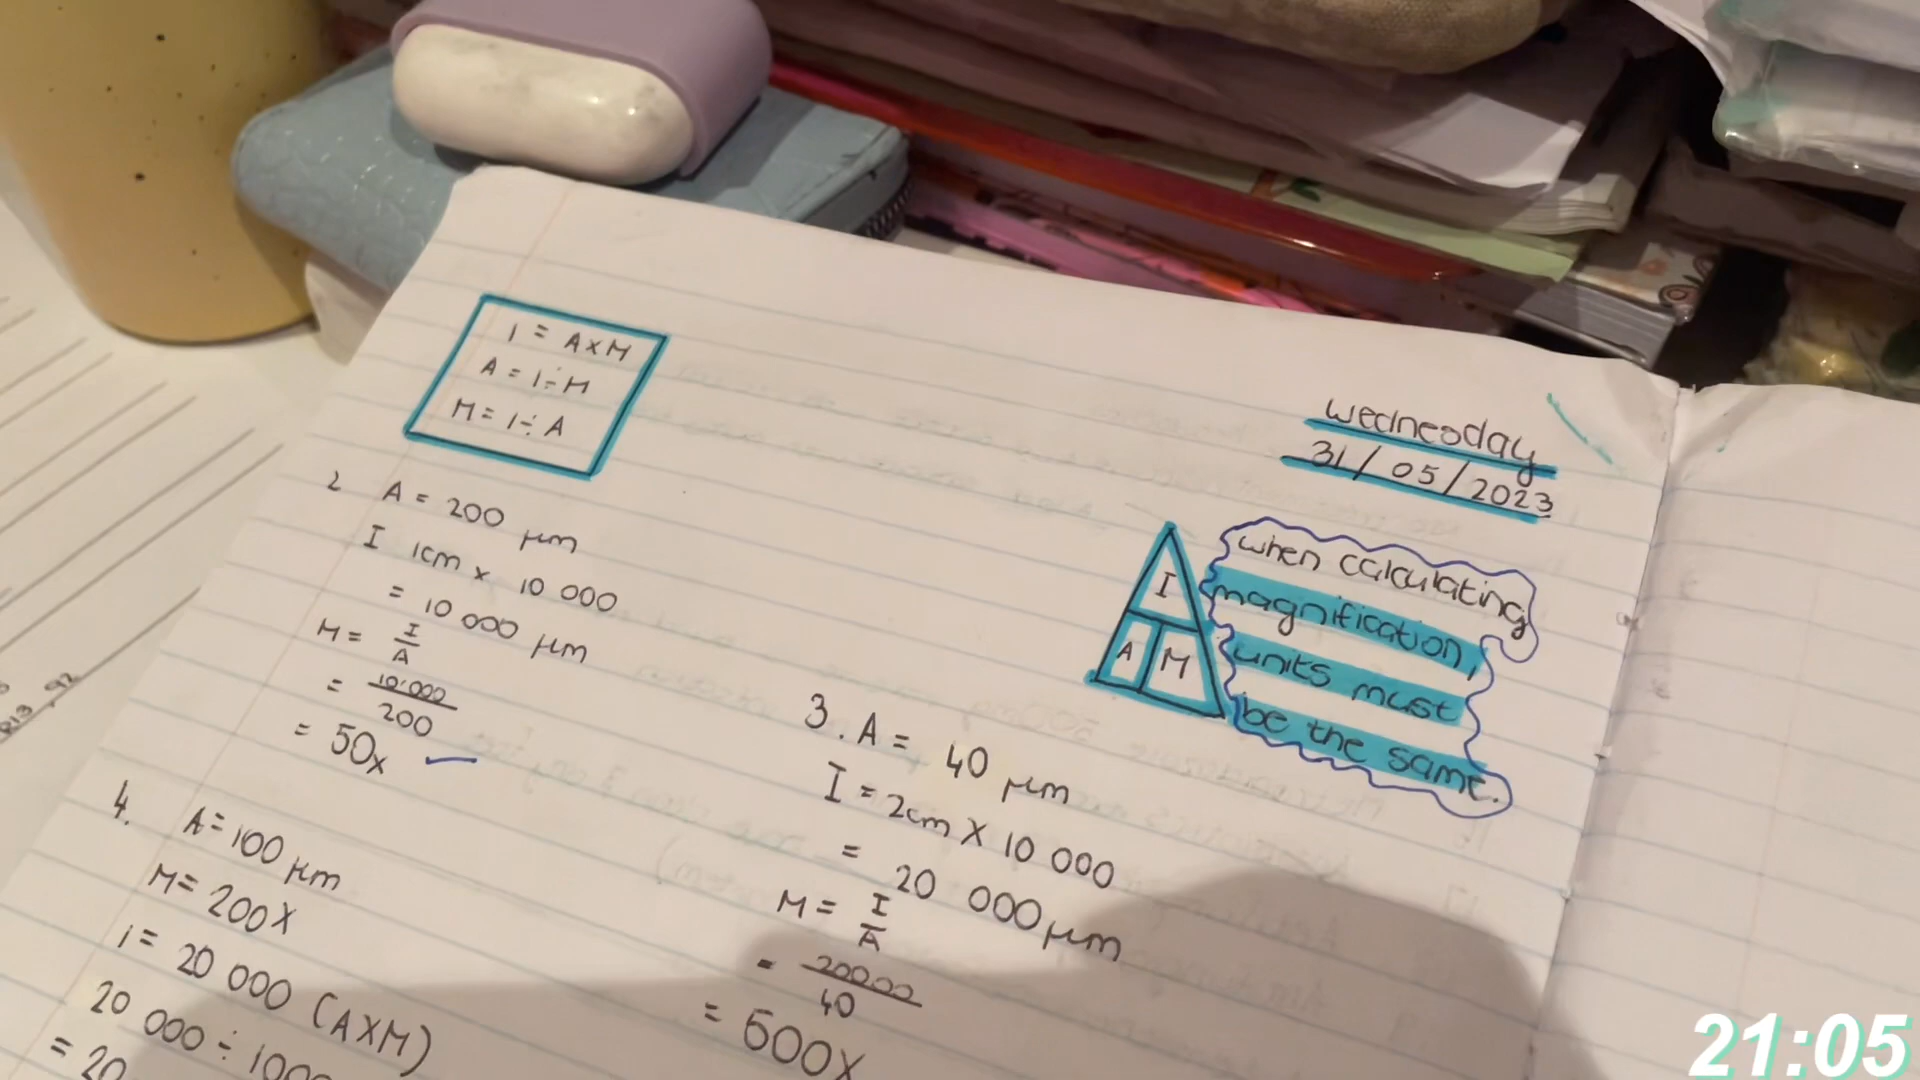 I = A×M
A = I÷M
M = I÷A
Wednesday
31/05/2023
I
A M
when calculating
magnification,
units must
be the same.
2 A = 200 μm
I 1cm × 10 000
= 10 000 μm
M = I/A
= 10'000/200
= 50x ✓
3. A = 40 μm
I = 2cm × 10 000
= 20 000 μm
M = I/A
= 20000/40
= 500x
4. A = 100 μm
M = 200x
I = 20 000 (A×M)
20 000 ÷ 1000
= 20
21:05